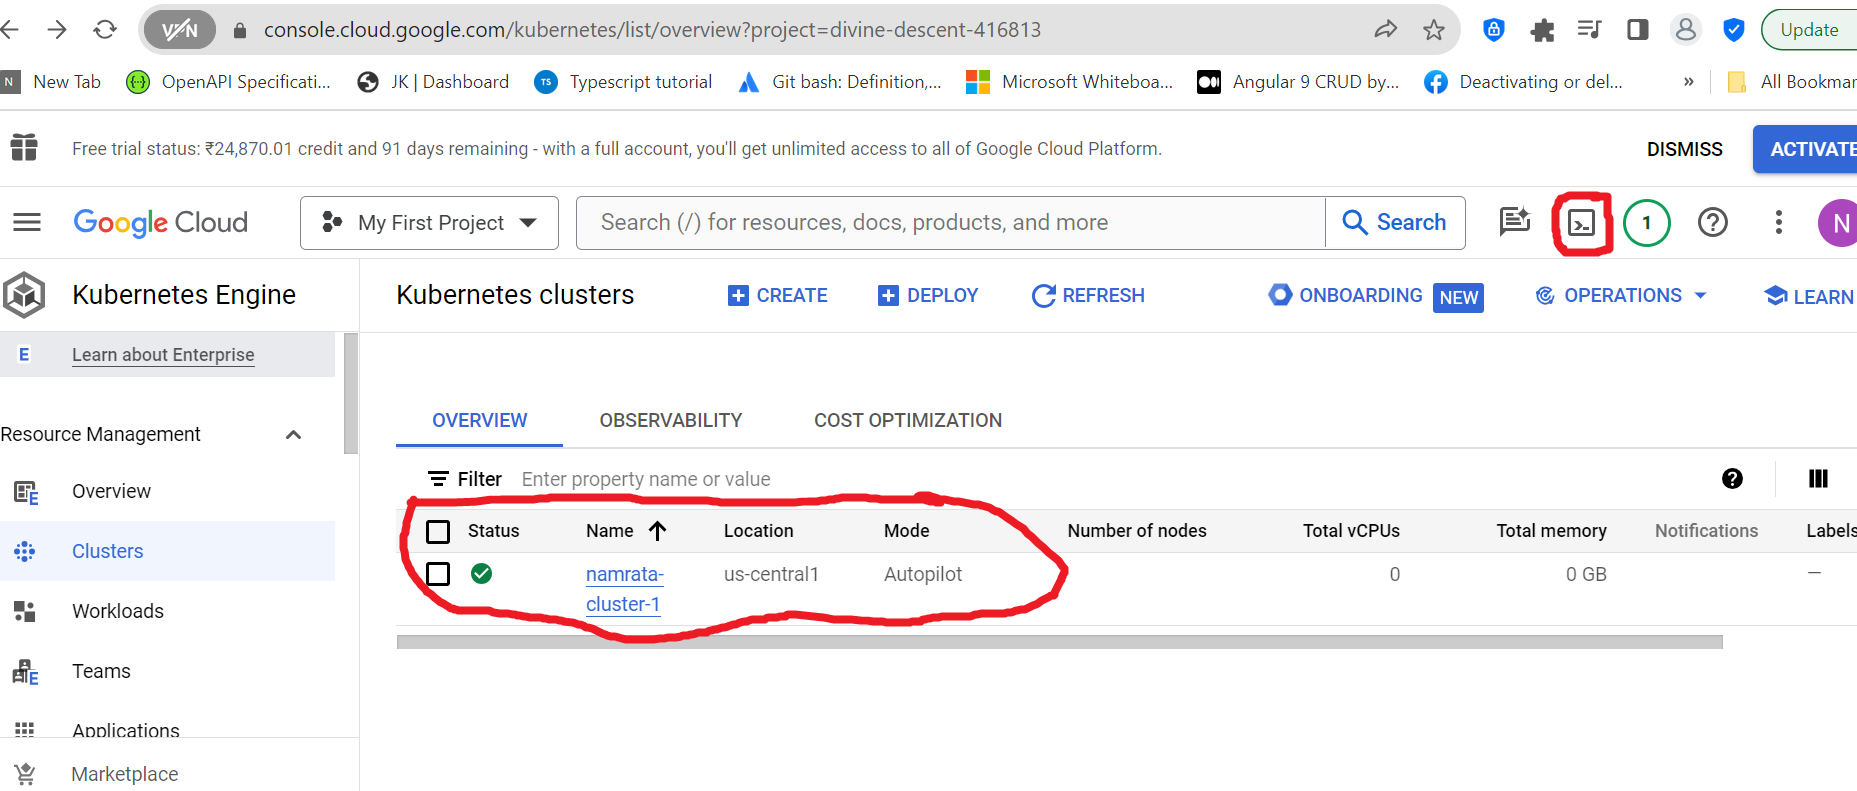 VPN
console.cloud.google.com/kubernetes/list/overview?project=divine-descent-416813
Update
N New Tab
{··} OpenAPI Specificati...
JK | Dashboard
TS Typescript tutorial
Git bash: Definition,...
Microsoft Whiteboa...
Angular 9 CRUD by...
Deactivating or del...
»
All Bookmar
Free trial status: ₹24,870.01 credit and 91 days remaining - with a full account, you'll get unlimited access to all of Google Cloud Platform.
DISMISS
ACTIVATE
Google Cloud
My First Project
Search (/) for resources, docs, products, and more
Search
1
N
Kubernetes Engine
Kubernetes clusters
CREATE
DEPLOY
REFRESH
ONBOARDING NEW
OPERATIONS
LEARN
E Learn about Enterprise
Resource Management
Overview
Clusters
Workloads
Teams
Applications
Marketplace
OVERVIEW
OBSERVABILITY
COST OPTIMIZATION
Filter Enter property name or value
Status Name Location Mode Number of nodes Total vCPUs Total memory Notifications Labels
namrata- us-central1 Autopilot 0 0 GB —
cluster-1